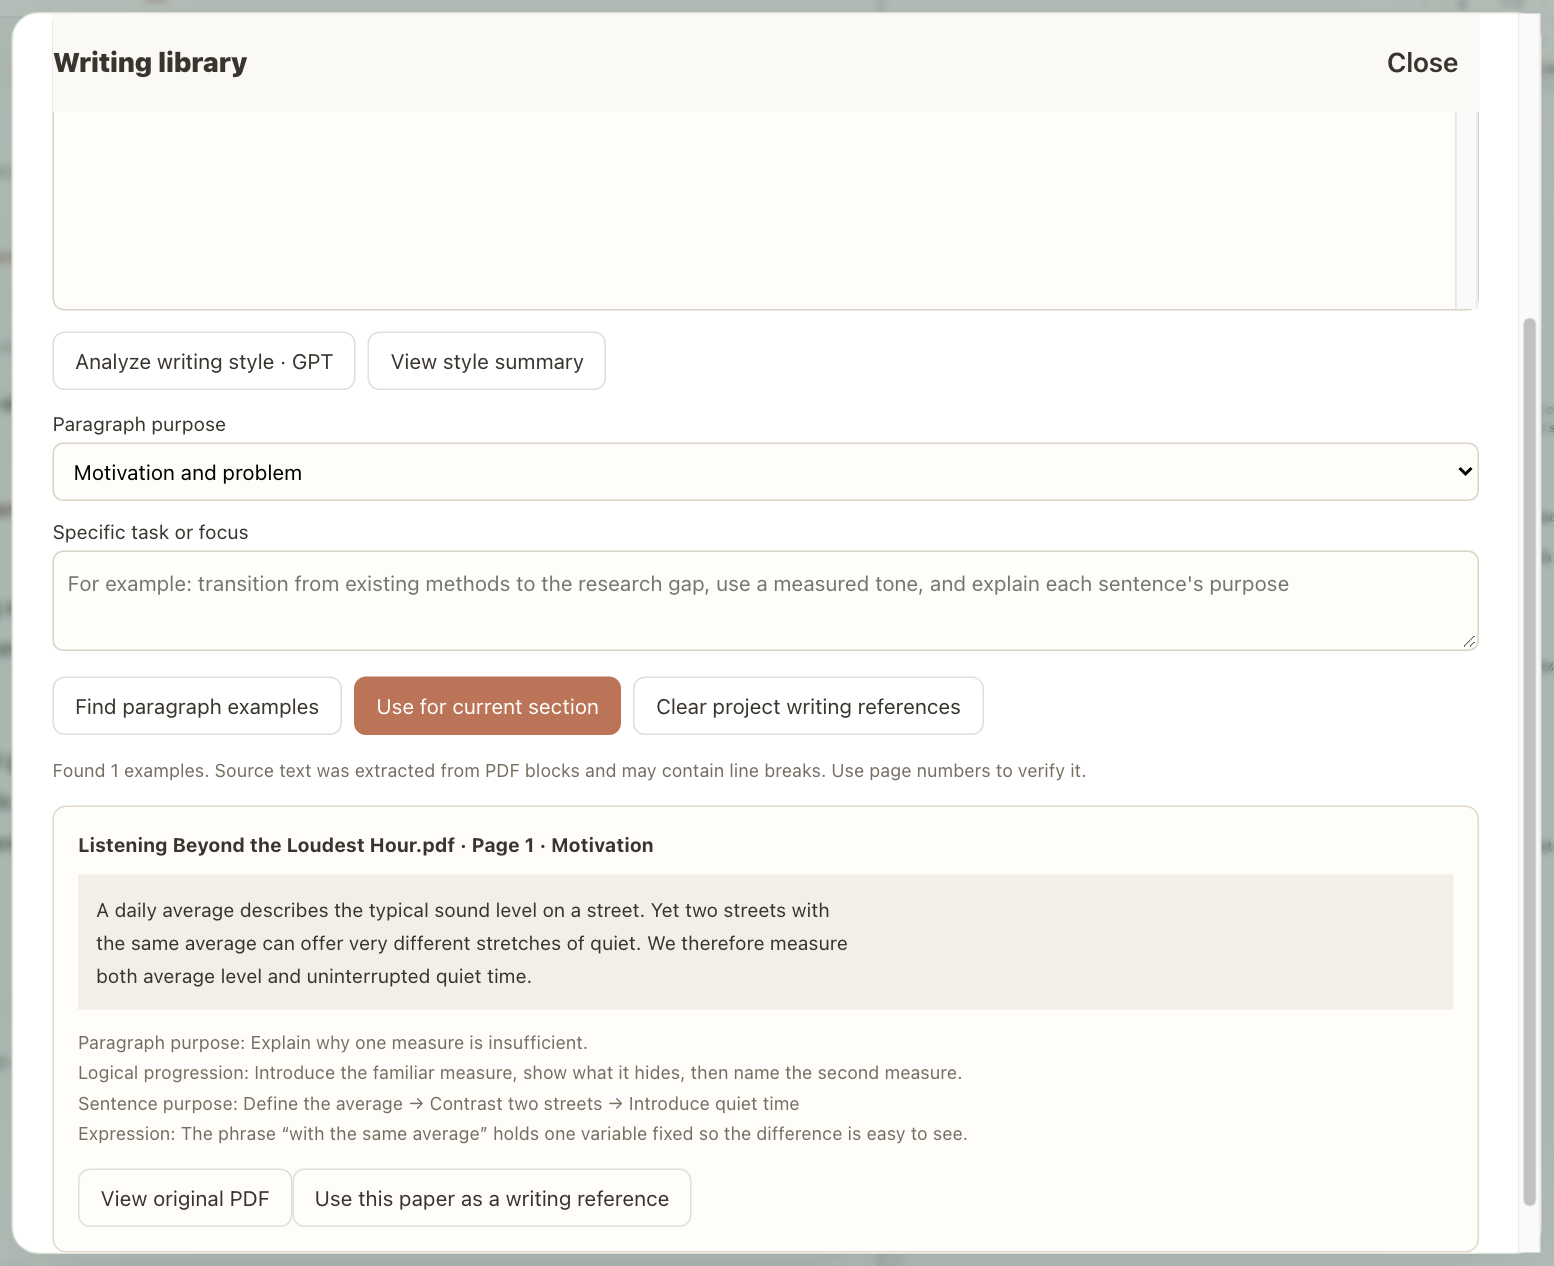 Writing library
Close
Analyze writing style · GPT
View style summary
Paragraph purpose
Motivation and problem
Specific task or focus
For example: transition from existing methods to the research gap, use a measured tone, and explain each sentence's purpose
Find paragraph examples
Use for current section
Clear project writing references
Found 1 examples. Source text was extracted from PDF blocks and may contain line breaks. Use page numbers to verify it.
Listening Beyond the Loudest Hour.pdf · Page 1 · Motivation
A daily average describes the typical sound level on a street. Yet two streets with
the same average can offer very different stretches of quiet. We therefore measure
both average level and uninterrupted quiet time.
Paragraph purpose: Explain why one measure is insufficient.
Logical progression: Introduce the familiar measure, show what it hides, then name the second measure.
Sentence purpose: Define the average → Contrast two streets → Introduce quiet time
Expression: The phrase “with the same average” holds one variable fixed so the difference is easy to see.
View original PDF
Use this paper as a writing reference